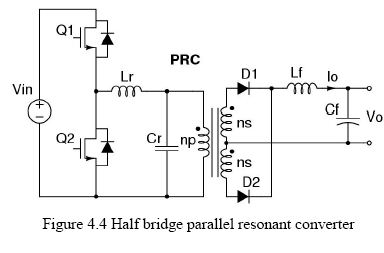 Q1
PRC
Lr
D1
Lf
Io
Vin
Cf
Vo
Q2
Cr
np
ns
ns
D2
Figure 4.4 Half bridge parallel resonant converter